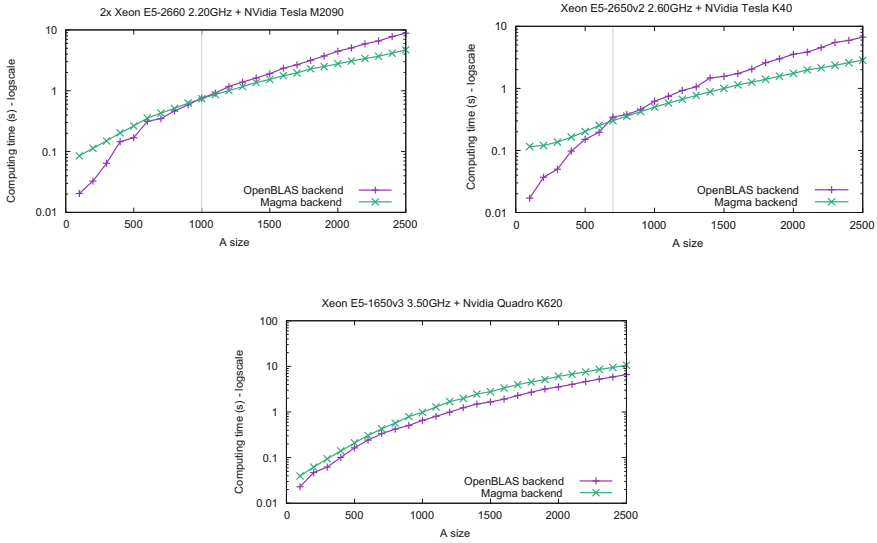 2x Xeon E5-2660 2.20GHz + NVidia Tesla M2090
10
1
0.1
0.01
Computing time (s) - logscale
OpenBLAS backend
Magma backend
0 500 1000 1500 2000 2500
A size
Xeon E5-2650v2 2.60GHz + NVidia Tesla K40
10
1
0.1
0.01
Computing time (s) - logscale
OpenBLAS backend
Magma backend
0 500 1000 1500 2000 2500
A size
Xeon E5-1650v3 3.50GHz + Nvidia Quadro K620
100
10
1
0.1
0.01
Computing time (s) - logscale
OpenBLAS backend
Magma backend
0 500 1000 1500 2000 2500
A size